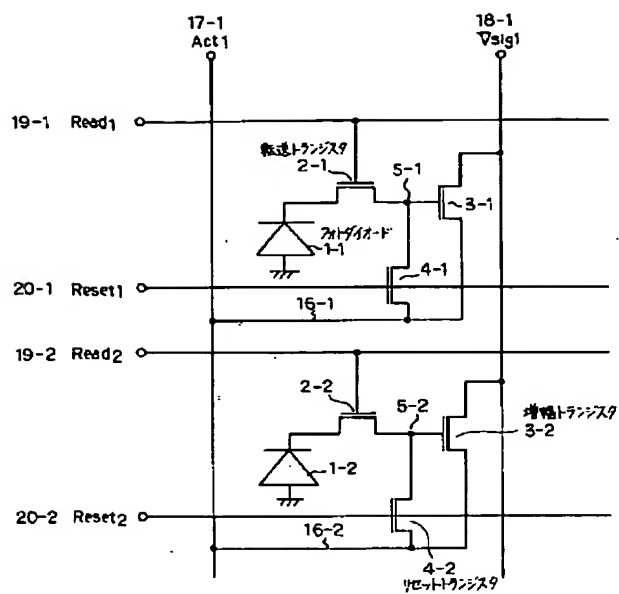 17-1
Act1
18-1
Vsig1
19-1 Read1
転送トランジスタ
2-1
5-1
3-1
フォトダイオード
1-1
4-1
20-1 Reset1
16-1
19-2 Read2
2-2
5-2
増幅トランジスタ
3-2
1-2
20-2 Reset2
16-2
4-2
リセットトランジスタ